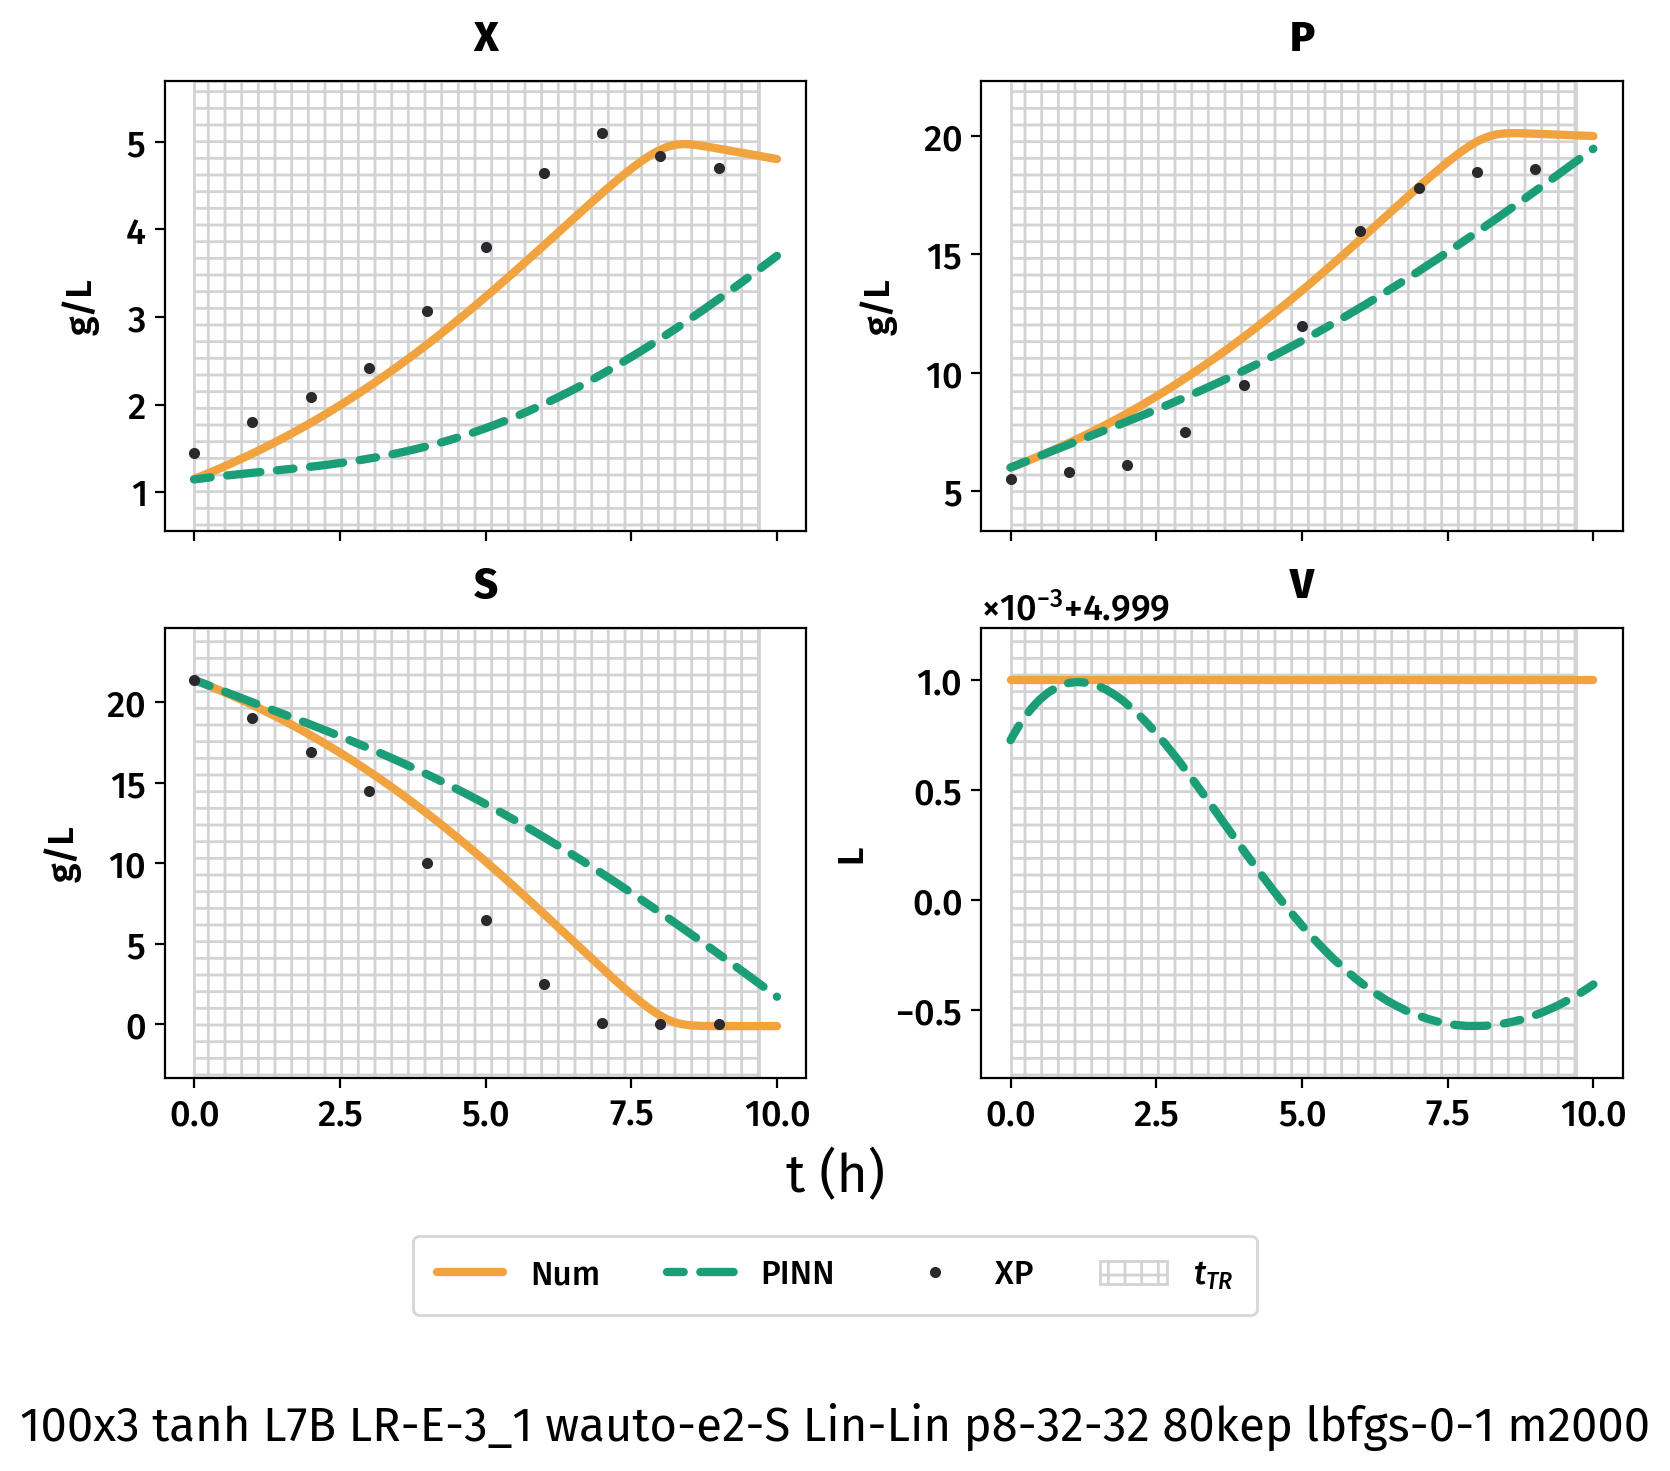 X
g/L
5
4
3
2
1
P
g/L
20
15
10
5
S
g/L
20
15
10
5
0
0.0 2.5 5.0 7.5 10.0
V
×10⁻³+4.999
L
1.0
0.5
0.0
−0.5
0.0 2.5 5.0 7.5 10.0
t (h)
Num PINN XP t_TR
100x3 tanh L7B LR-E-3_1 wauto-e2-S Lin-Lin p8-32-32 80kep lbfgs-0-1 m2000